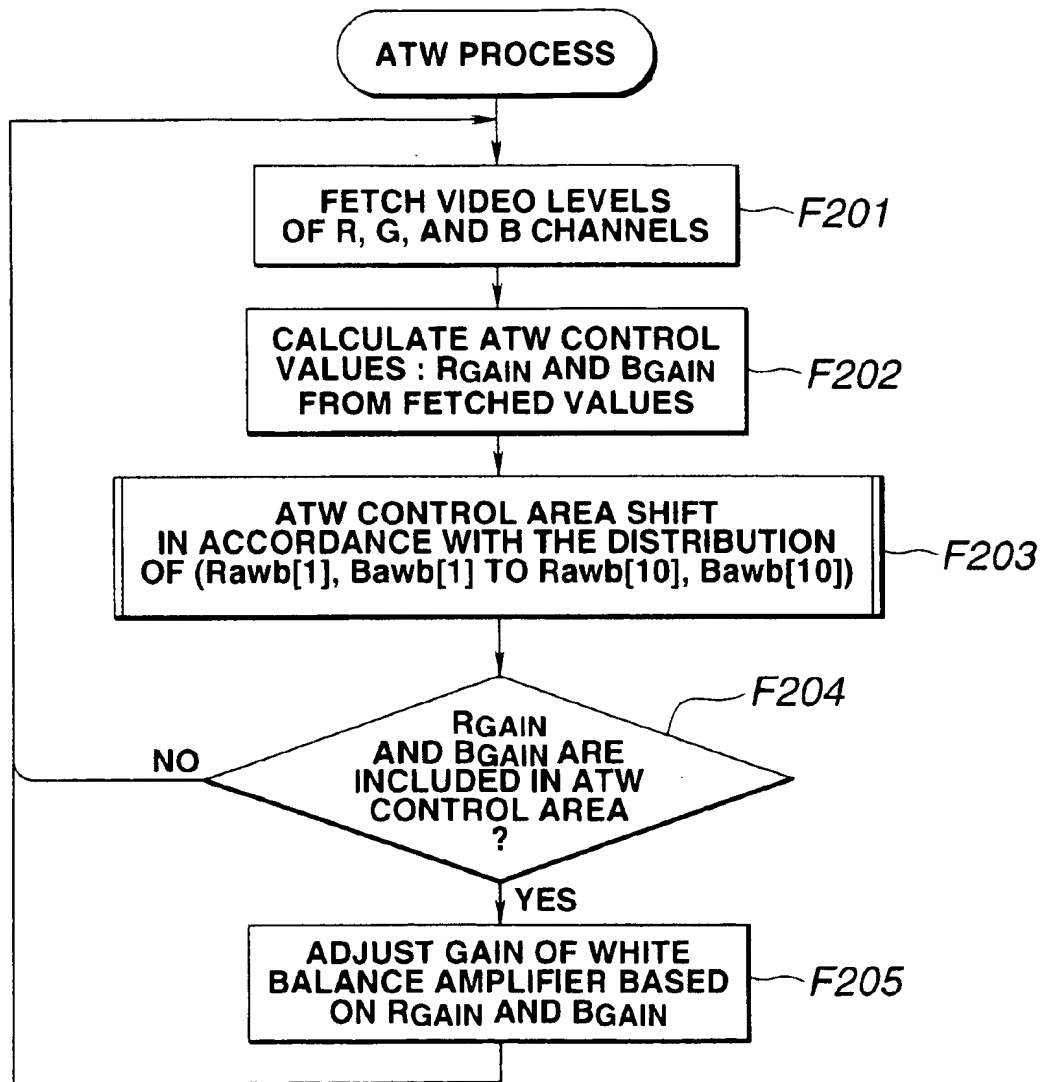 ATW PROCESS
FETCH VIDEO LEVELS
OF R, G, AND B CHANNELS
F201
CALCULATE ATW CONTROL
VALUES : RGAIN AND BGAIN
FROM FETCHED VALUES
F202
ATW CONTROL AREA SHIFT
IN ACCORDANCE WITH THE DISTRIBUTION
OF (Rawb[1], Bawb[1] TO Rawb[10], Bawb[10])
F203
F204
RGAIN
AND BGAIN ARE
INCLUDED IN ATW
CONTROL AREA
?
NO
YES
ADJUST GAIN OF WHITE
BALANCE AMPLIFIER BASED
ON RGAIN AND BGAIN
F205